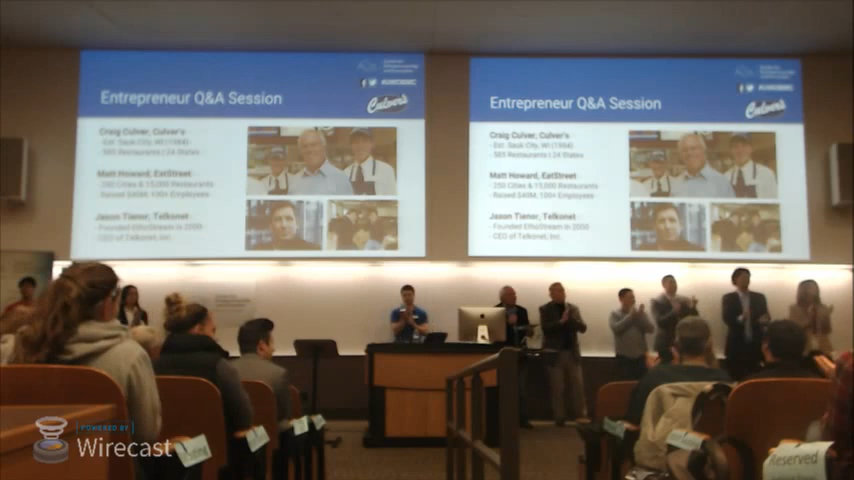 Entrepreneur Q&A Session
Culver's
Craig Culver, Culver's
- Est. Sauk City, WI (1984)
- 505 Restaurants | 24 States
Matt Howard, EatStreet
- 250 Cities & 15,000 Restaurants
- Raised $40M, 100+ Employees
Jason Tienor, Telkonet
- Founded EthoStream in 2000
- CEO of Telkonet, Inc.
Entrepreneur Q&A Session
Culver's
Craig Culver, Culver's
- Est. Sauk City, WI (1984)
- 505 Restaurants | 24 States
Matt Howard, EatStreet
- 250 Cities & 15,000 Restaurants
- Raised $40M, 100+ Employees
Jason Tienor, Telkonet
- Founded EthoStream in 2000
- CEO of Telkonet, Inc.
POWERED BY
Wirecast
Reserved